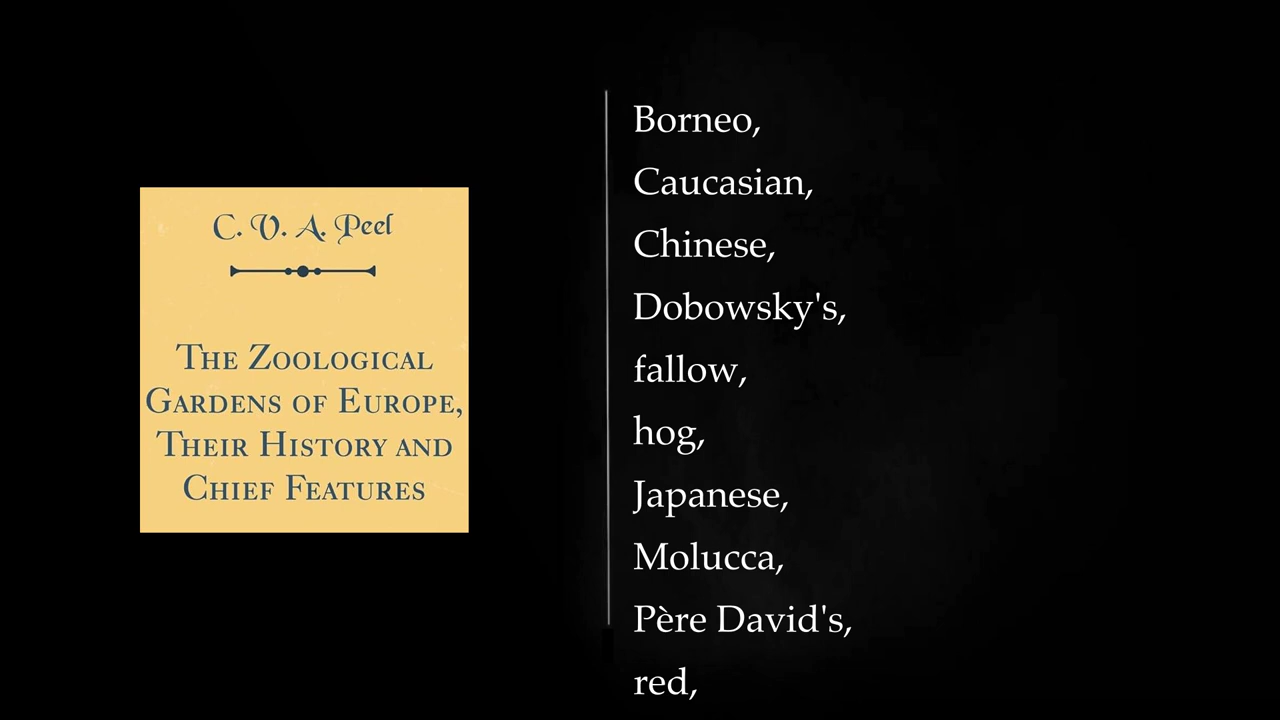 C. V. A. Peel
The Zoological
Gardens of Europe,
Their History and
Chief Features
Borneo,
Caucasian,
Chinese,
Dobowsky's,
fallow,
hog,
Japanese,
Molucca,
Père David's,
red,